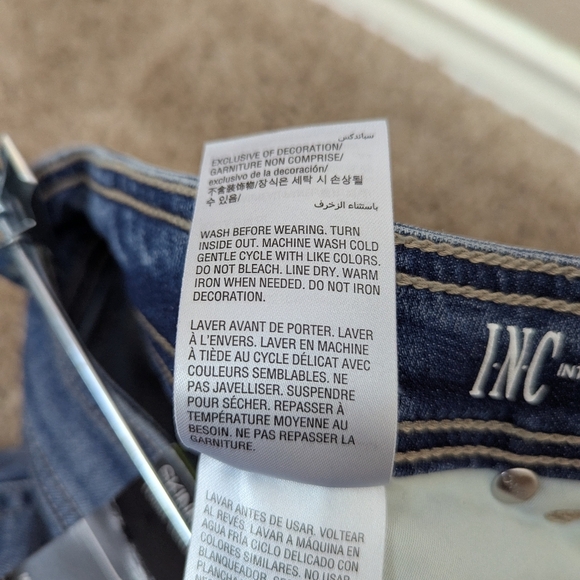 سباندكس
EXCLUSIVE OF DECORATION/
GARNITURE NON COMPRISE/
exclusivo de la decoración/
不含装饰物/장식은 세탁 시 손상될
수 있음/
باستثناء الزخرف
WASH BEFORE WEARING. TURN
INSIDE OUT. MACHINE WASH COLD
GENTLE CYCLE WITH LIKE COLORS.
DO NOT BLEACH. LINE DRY. WARM
IRON WHEN NEEDED. DO NOT IRON
DECORATION.
LAVER AVANT DE PORTER. LAVER
À L'ENVERS. LAVER EN MACHINE
À TIÈDE AU CYCLE DÉLICAT AVEC
COULEURS SEMBLABLES. NE
PAS JAVELLISER. SUSPENDRE
POUR SÉCHER. REPASSER À
TEMPÉRATURE MOYENNE AU
BESOIN. NE PAS REPASSER LA
GARNITURE.
LAVAR ANTES DE USAR. VOLTEAR
AL REVÉS. LAVAR A MÁQUINA EN
AGUA FRÍA CICLO DELICADO CON
COLORES SIMILARES. NO USAR
BLANQUEADOR.
I·N·C INT
SKIN